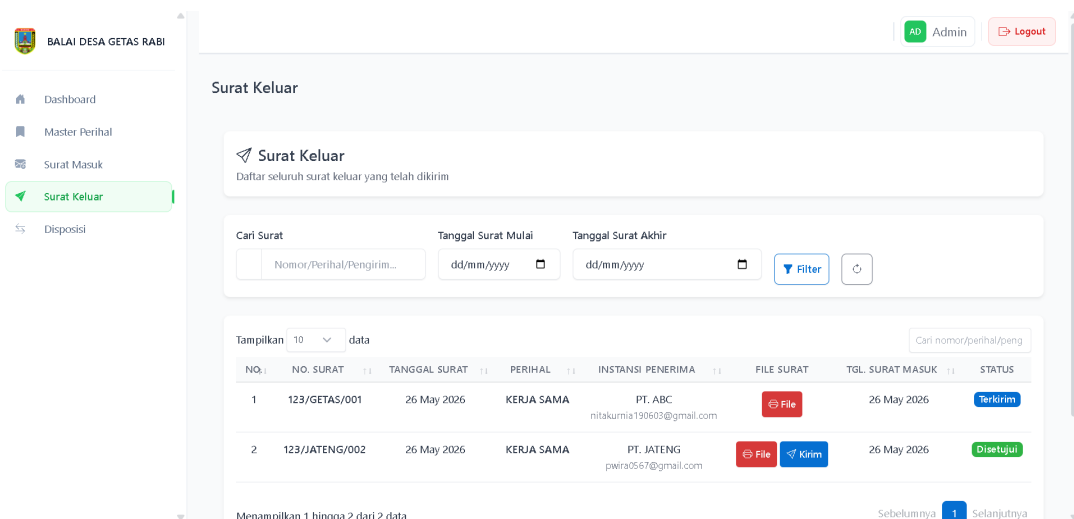 BALAI DESA GETAS RABI
AD Admin Logout
Dashboard
Master Perihal
Surat Masuk
Surat Keluar
Disposisi
Surat Keluar
Surat Keluar
Daftar seluruh surat keluar yang telah dikirim
Cari Surat Tanggal Surat Mulai Tanggal Surat Akhir
Nomor/Perihal/Pengirim... dd/mm/yyyy dd/mm/yyyy Filter
Tampilkan 10 data Cari nomor/perihal/peng
NO. NO. SURAT TANGGAL SURAT PERIHAL INSTANSI PENERIMA FILE SURAT TGL. SURAT MASUK STATUS
1 123/GETAS/001 26 May 2026 KERJA SAMA PT. ABC File 26 May 2026 Terkirim
nitakurnia190603@gmail.com
2 123/JATENG/002 26 May 2026 KERJA SAMA PT. JATENG File Kirim 26 May 2026 Disetujui
pwira0567@gmail.com
Menampilkan 1 hingga 2 dari 2 data Sebelumnya 1 Selanjutnya